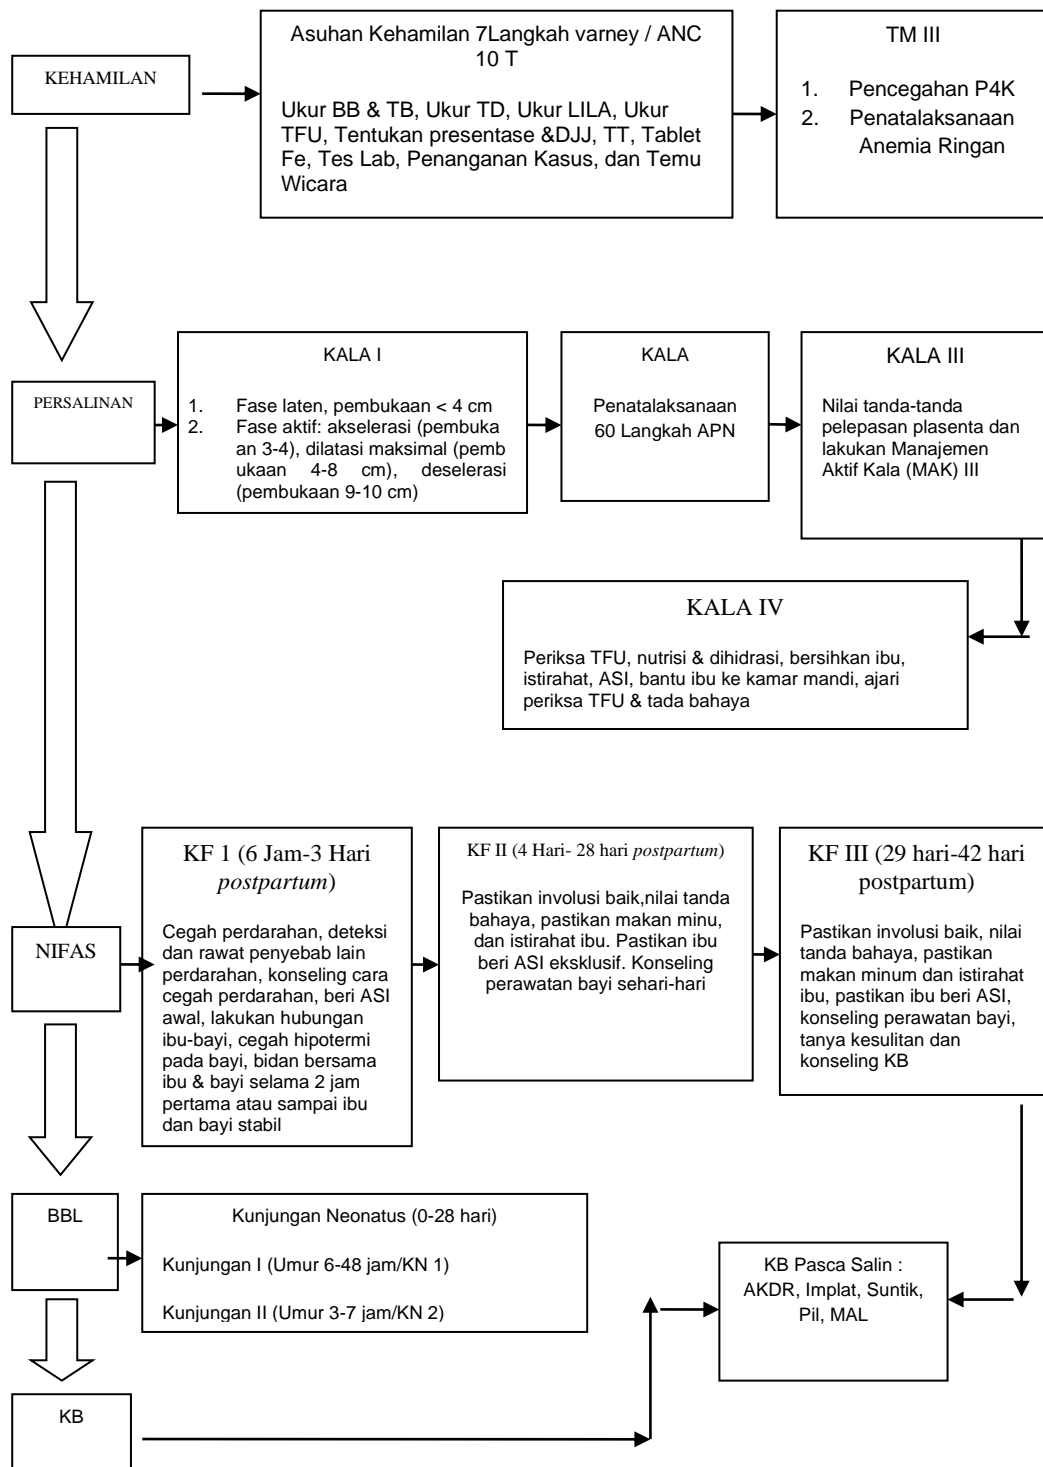 KEHAMILAN
Asuhan Kehamilan 7Langkah varney / ANC
10 T
Ukur BB & TB, Ukur TD, Ukur LILA, Ukur
TFU, Tentukan presentase &DJJ, TT, Tablet
Fe, Tes Lab, Penanganan Kasus, dan Temu
Wicara
TM III
1. Pencegahan P4K
2. Penatalaksanaan
Anemia Ringan
PERSALINAN
KALA I
1. Fase laten, pembukaan < 4 cm
2. Fase aktif: akselerasi (pembuka
an 3-4), dilatasi maksimal (pemb
ukaan 4-8 cm), deselerasi
(pembukaan 9-10 cm)
KALA
Penatalaksanaan
60 Langkah APN
KALA III
Nilai tanda-tanda
pelepasan plasenta dan
lakukan Manajemen
Aktif Kala (MAK) III
KALA IV
Periksa TFU, nutrisi & dihidrasi, bersihkan ibu,
istirahat, ASI, bantu ibu ke kamar mandi, ajari
periksa TFU & tada bahaya
NIFAS
KF 1 (6 Jam-3 Hari
postpartum)
Cegah perdarahan, deteksi
dan rawat penyebab lain
perdarahan, konseling cara
cegah perdarahan, beri ASI
awal, lakukan hubungan
ibu-bayi, cegah hipotermi
pada bayi, bidan bersama
ibu & bayi selama 2 jam
pertama atau sampai ibu
dan bayi stabil
KF II (4 Hari- 28 hari postpartum)
Pastikan involusi baik,nilai tanda
bahaya, pastikan makan minu,
dan istirahat ibu. Pastikan ibu
beri ASI eksklusif. Konseling
perawatan bayi sehari-hari
KF III (29 hari-42 hari
postpartum)
Pastikan involusi baik, nilai
tanda bahaya, pastikan
makan minum dan istirahat
ibu, pastikan ibu beri ASI,
konseling perawatan bayi,
tanya kesulitan dan
konseling KB
BBL
Kunjungan Neonatus (0-28 hari)
Kunjungan I (Umur 6-48 jam/KN 1)
Kunjungan II (Umur 3-7 jam/KN 2)
KB Pasca Salin :
AKDR, Implat, Suntik,
Pil, MAL
KB